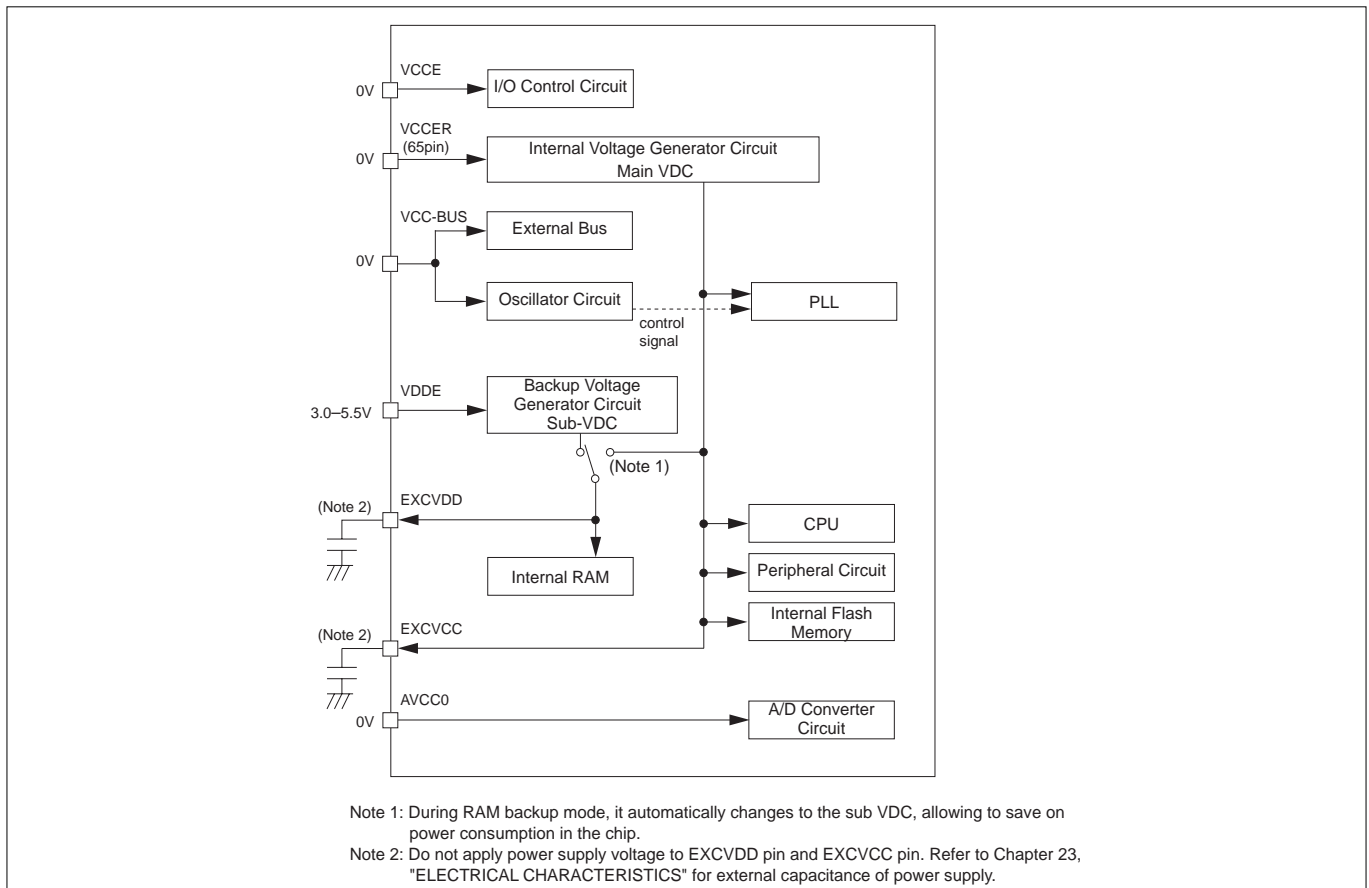 VCCE
0V
I/O Control Circuit
VCCER
(65pin)
0V
Internal Voltage Generator Circuit
Main VDC
VCC-BUS
External Bus
0V
Oscillator Circuit
PLL
control
signal
VDDE
3.0–5.5V
Backup Voltage
Generator Circuit
Sub-VDC
(Note 1)
(Note 2)
EXCVDD
CPU
Internal RAM
Peripheral Circuit
Internal Flash
Memory
(Note 2)
EXCVCC
AVCC0
0V
A/D Converter
Circuit
Note 1: During RAM backup mode, it automatically changes to the sub VDC, allowing to save on
power consumption in the chip.
Note 2: Do not apply power supply voltage to EXCVDD pin and EXCVCC pin. Refer to Chapter 23,
"ELECTRICAL CHARACTERISTICS" for external capacitance of power supply.